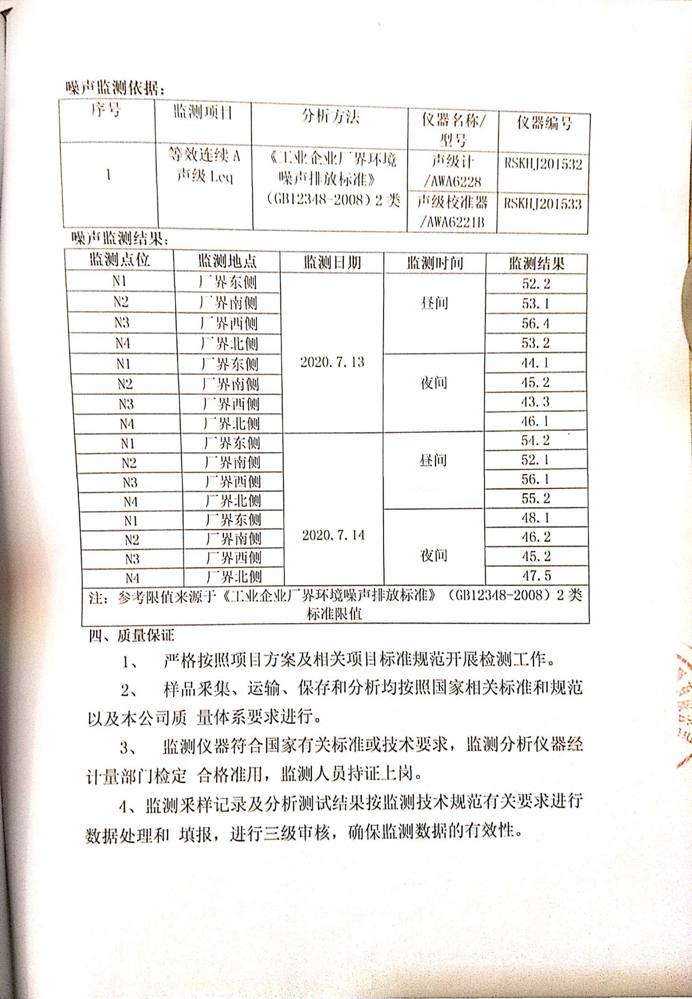 噪声监测依据：
序号 监测项目 分析方法 仪器名称/型号 仪器编号
1 等效连续 A 声级 Leq 《工业企业厂界环境噪声排放标准》（GB12348-2008）2 类 声级计/AWA6228 RSKHJ201532
声级校准器/AWA6221B RSKHJ201533
噪声监测结果：
监测点位 监测地点 监测日期 监测时间 监测结果
N1 厂界东侧 2020.7.13 昼间 52.2
N2 厂界南侧 53.1
N3 厂界西侧 56.4
N4 厂界北侧 53.2
N1 厂界东侧 夜间 44.1
N2 厂界南侧 45.2
N3 厂界西侧 43.3
N4 厂界北侧 46.1
N1 厂界东侧 2020.7.14 昼间 54.2
N2 厂界南侧 52.1
N3 厂界西侧 56.1
N4 厂界北侧 55.2
N1 厂界东侧 夜间 48.1
N2 厂界南侧 46.2
N3 厂界西侧 45.2
N4 厂界北侧 47.5
注：参考限值来源于《工业企业厂界环境噪声排放标准》（GB12348-2008）2 类
标准限值
四、质量保证
1、 严格按照项目方案及相关项目标准规范开展检测工作。
2、 样品采集、运输、保存和分析均按照国家相关标准和规范
以及本公司质 量体系要求进行。
3、 监测仪器符合国家有关标准或技术要求，监测分析仪器经
计量部门检定 合格准用，监测人员持证上岗。
4、监测采样记录及分析测试结果按监测技术规范有关要求进行
数据处理和 填报，进行三级审核，确保监测数据的有效性。